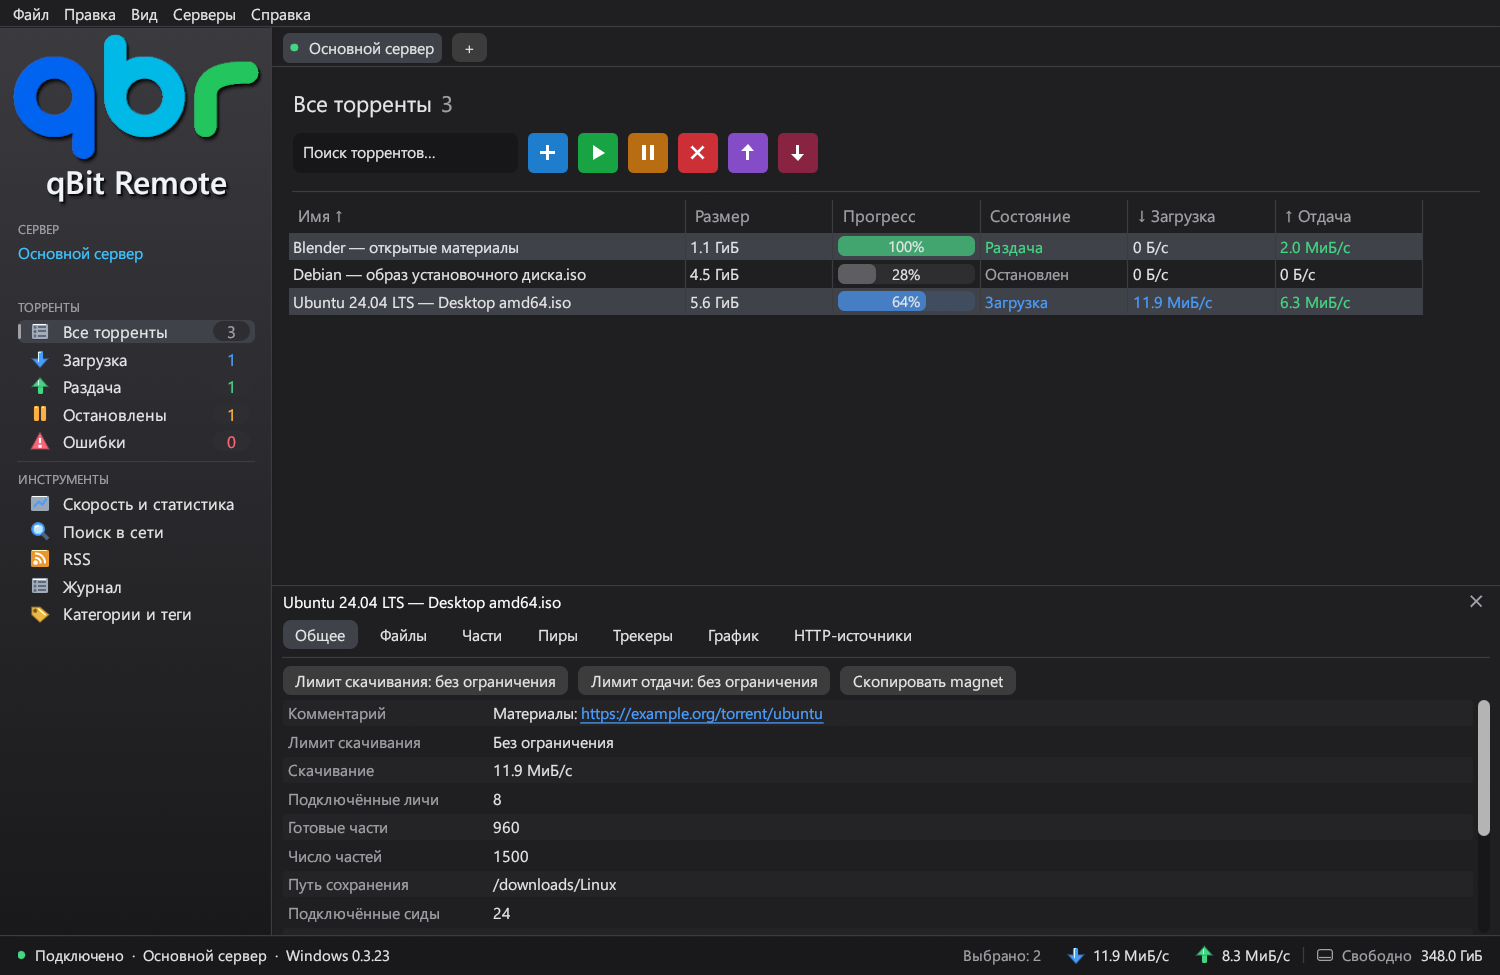 Файл Правка Вид Серверы Справка
qbr
qBit Remote
СЕРВЕР
Основной сервер
ТОРРЕНТЫ
Все торренты 3
Загрузка 1
Раздача 1
Остановлены 1
Ошибки 0
ИНСТРУМЕНТЫ
Скорость и статистика
Поиск в сети
RSS
Журнал
Категории и теги
Основной сервер +
Все торренты 3
Поиск торрентов...
Имя ↑ Размер Прогресс Состояние ↓ Загрузка ↑ Отдача
Blender — открытые материалы 1.1 ГиБ 100% Раздача 0 Б/с 2.0 МиБ/с
Debian — образ установочного диска.iso 4.5 ГиБ 28% Остановлен 0 Б/с 0 Б/с
Ubuntu 24.04 LTS — Desktop amd64.iso 5.6 ГиБ 64% Загрузка 11.9 МиБ/с 6.3 МиБ/с
Ubuntu 24.04 LTS — Desktop amd64.iso
Общее Файлы Части Пиры Трекеры График HTTP-источники
Лимит скачивания: без ограничения Лимит отдачи: без ограничения Скопировать magnet
Комментарий Материалы: https://example.org/torrent/ubuntu
Лимит скачивания Без ограничения
Скачивание 11.9 МиБ/с
Подключённые личи 8
Готовые части 960
Число частей 1500
Путь сохранения /downloads/Linux
Подключённые сиды 24
Подключено · Основной сервер · Windows 0.3.23 Выбрано: 2 11.9 МиБ/с 8.3 МиБ/с Свободно 348.0 ГиБ